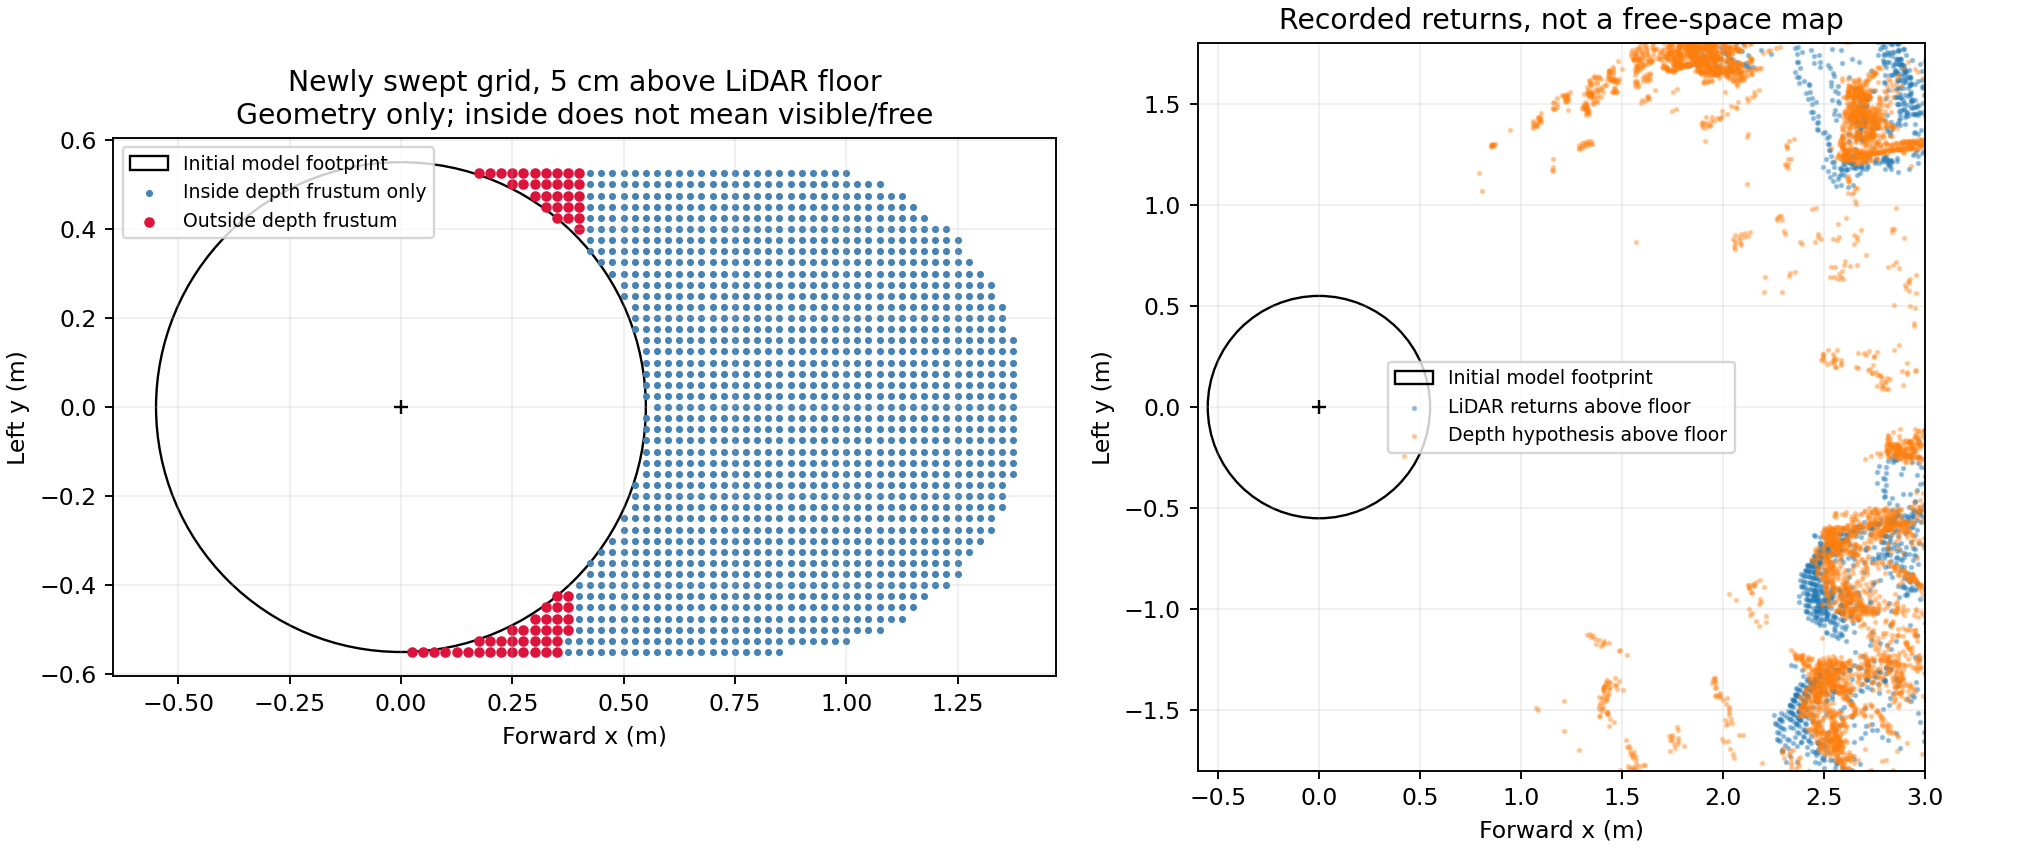 Newly swept grid, 5 cm above LiDAR floor
Geometry only; inside does not mean visible/free
Initial model footprint
Inside depth frustum only
Outside depth frustum
0.6
0.4
0.2
0.0
−0.2
−0.4
−0.6
Left y (m)
−0.50
−0.25
0.00
0.25
0.50
0.75
1.00
1.25
Forward x (m)
Recorded returns, not a free-space map
Initial model footprint
LiDAR returns above floor
Depth hypothesis above floor
1.5
1.0
0.5
0.0
−0.5
−1.0
−1.5
Left y (m)
−0.5
0.0
0.5
1.0
1.5
2.0
2.5
3.0
Forward x (m)